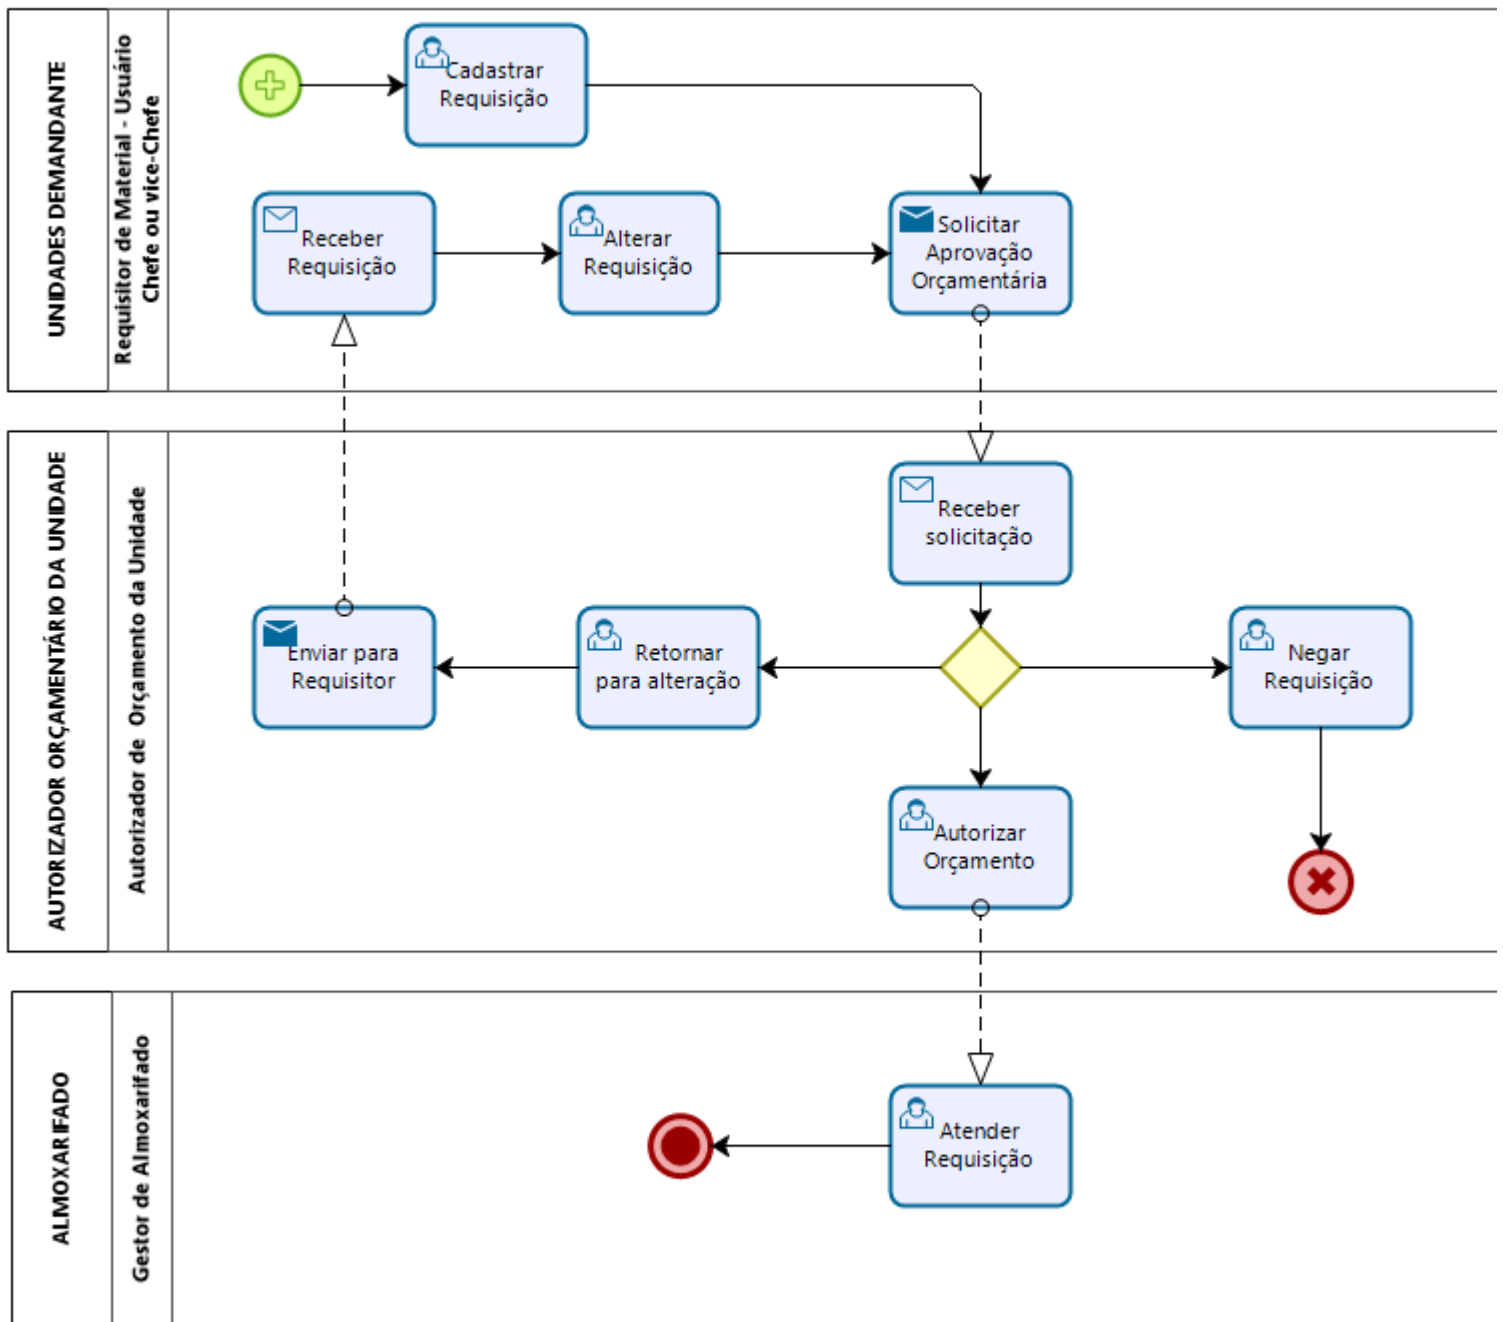 UNIDADES DEMANDANTE
Requisitor de Material - Usuário
Chefe ou vice-Chefe
Cadastrar
Requisição
Receber
Requisição
Alterar
Requisição
Solicitar
Aprovação
Orçamentária
AUTORIZADOR ORÇAMENTÁRIO DA UNIDADE
Autorizador de Orçamento da Unidade
Receber
solicitação
Enviar para
Requisitor
Retornar
para alteração
Negar
Requisição
Autorizar
Orçamento
ALMOXARIFADO
Gestor de Almoxarifado
Atender
Requisição